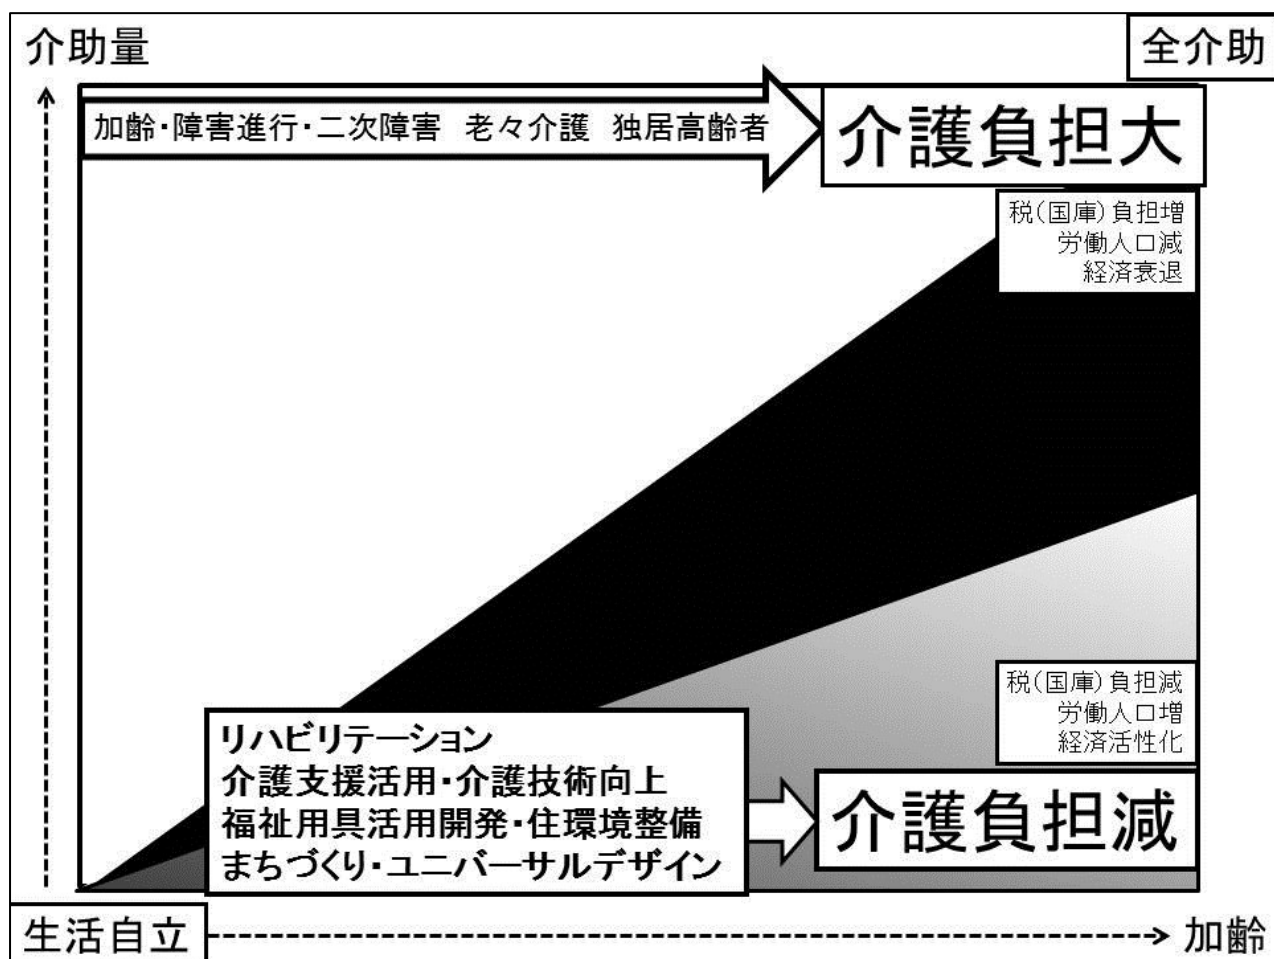 介助量
全介助
加齢・障害進行・二次障害　老々介護　独居高齢者
介護負担大
税(国庫)負担増
労働人口減
経済衰退
税(国庫)負担減
労働人口増
経済活性化
リハビリテーション
介護支援活用・介護技術向上
福祉用具活用開発・住環境整備
まちづくり・ユニバーサルデザイン
介護負担減
生活自立
加齢